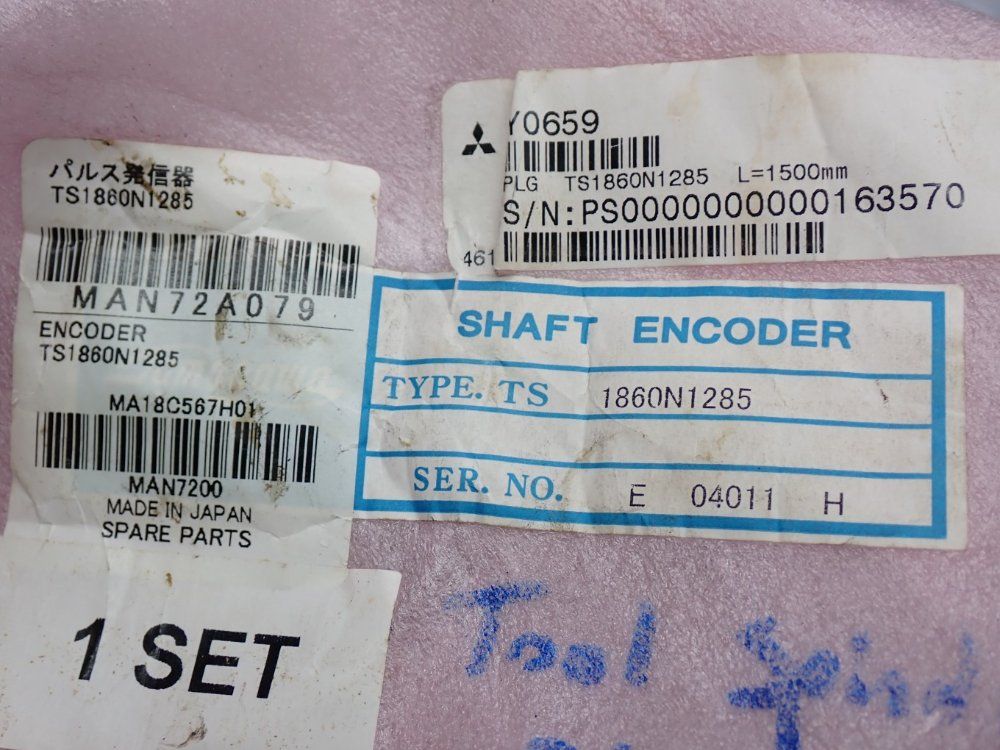 Y0659
PLG TS1860N1285 L=1500mm
S/N:PS0000000000163570
461
パルス発信器
TS1860N1285
MAN72A079
ENCODER
TS1860N1285
MA18C567H01
MAN7200
MADE IN JAPAN
SPARE PARTS
1 SET
SHAFT ENCODER
TYPE. TS 1860N1285
SER. NO. E 04011 H
Tool